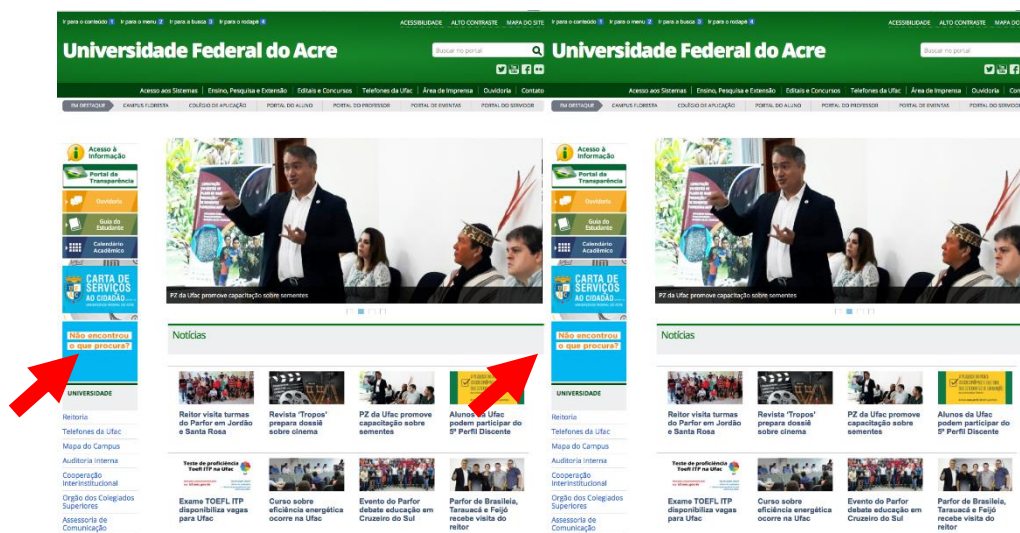 Ir para o conteúdo 1 Ir para o menu 2 Ir para a busca 3 Ir para o rodapé 4
ACESSIBILIDADE ALTO CONTRASTE MAPA DO SITE
Universidade Federal do Acre
Buscar no portal
Acesso aos Sistemas Ensino, Pesquisa e Extensão Editais e Concursos Telefones da Ufac Área de Imprensa Ouvidoria Contato
EM DESTAQUE CAMPUS FLORESTA COLÉGIO DE APLICAÇÃO PORTAL DO ALUNO PORTAL DO PROFESSOR PORTAL DE EVENTOS PORTAL DO SERVIDOR
Acesso à
Informação
Portal da
Transparência
Ouvidoria
Guia do
Estudante
Calendário
Acadêmico
CARTA DE
SERVIÇOS
AO CIDADÃO
PZ da Ufac promove capacitação sobre sementes
Não encontrou
o que procura?
Notícias
UNIVERSIDADE
Reitoria
Telefones da Ufac
Mapa do Campus
Auditoria Interna
Cooperação
Interinstitucional
Orgão dos Colegiados
Superiores
Assessoria de
Comunicação
Reitor visita turmas
do Parfor em Jordão
e Santa Rosa
Revista 'Tropos'
prepara dossiê
sobre cinema
PZ da Ufac promove
capacitação sobre
sementes
Alunos da Ufac
podem participar do
5º Perfil Discente
Teste de proficiência
Toefl ITP na Ufac
Exame TOEFL ITP
disponibiliza vagas
para Ufac
Curso sobre
eficiência energética
ocorre na Ufac
Evento do Parfor
debate educação em
Cruzeiro do Sul
Parfor de Brasileia,
Tarauacá e Feijó
recebe visita do
reitor
Ir para o conteúdo 1 Ir para o menu 2 Ir para a busca 3 Ir para o rodapé 4
ACESSIBILIDADE ALTO CONTRASTE MAPA DO
Universidade Federal do Acre
Buscar no portal
Acesso aos Sistemas Ensino, Pesquisa e Extensão Editais e Concursos Telefones da Ufac Área de Imprensa Ouvidoria Con
EM DESTAQUE CAMPUS FLORESTA COLÉGIO DE APLICAÇÃO PORTAL DO ALUNO PORTAL DO PROFESSOR PORTAL DE EVENTOS PORTAL DO SERVIDOR
Acesso à
Informação
Portal da
Transparência
Ouvidoria
Guia do
Estudante
Calendário
Acadêmico
CARTA DE
SERVIÇOS
AO CIDADÃO
PZ da Ufac promove capacitação sobre sementes
Não encontrou
o que procura?
Notícias
UNIVERSIDADE
Reitoria
Telefones da Ufac
Mapa do Campus
Auditoria Interna
Cooperação
Interinstitucional
Orgão dos Colegiados
Superiores
Assessoria de
Comunicação
Reitor visita turmas
do Parfor em Jordão
e Santa Rosa
Revista 'Tropos'
prepara dossiê
sobre cinema
PZ da Ufac promove
capacitação sobre
sementes
Alunos da Ufac
podem participar do
5º Perfil Discente
Teste de proficiência
Toefl ITP na Ufac
Exame TOEFL ITP
disponibiliza vagas
para Ufac
Curso sobre
eficiência energética
ocorre na Ufac
Evento do Parfor
debate educação em
Cruzeiro do Sul
Parfor de Brasileia,
Tarauacá e Feijó
recebe visita do
reitor